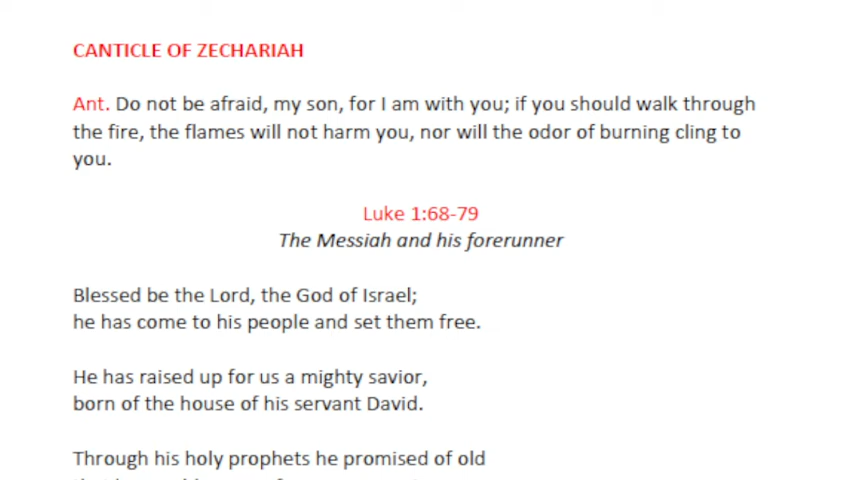 CANTICLE OF ZECHARIAH
Ant. Do not be afraid, my son, for I am with you; if you should walk through
the fire, the flames will not harm you, nor will the odor of burning cling to
you.
Luke 1:68-79
The Messiah and his forerunner
Blessed be the Lord, the God of Israel;
he has come to his people and set them free.
He has raised up for us a mighty savior,
born of the house of his servant David.
Through his holy prophets he promised of old